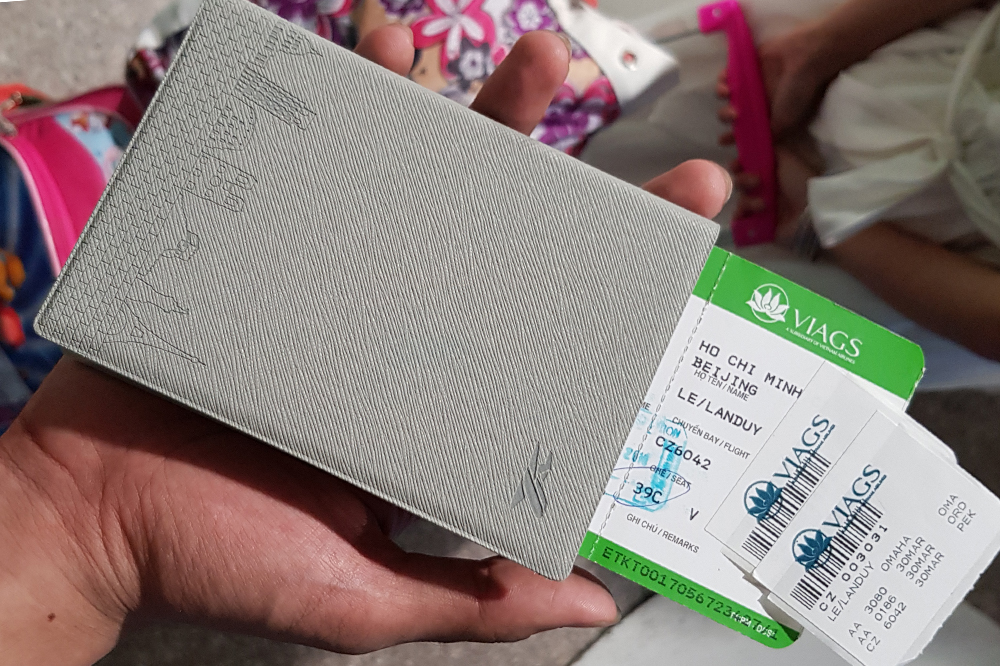 VIAGS
A SUBSIDIARY OF VIETNAM AIRLINES
HO CHI MINH
BEIJING
HỌ TÊN / NAME
LE/LANDUY
CHUYẾN BAY / FLIGHT
CZ6042
GHẾ / SEAT
39C
V
GHI CHÚ / REMARKS
VIAGS
VIAGS
CZ 003031
LE/LANDUY OMAHA
AA 3080 30MAR OMA
AA 0186 30MAR ORD
CZ 6042 30MAR PEK